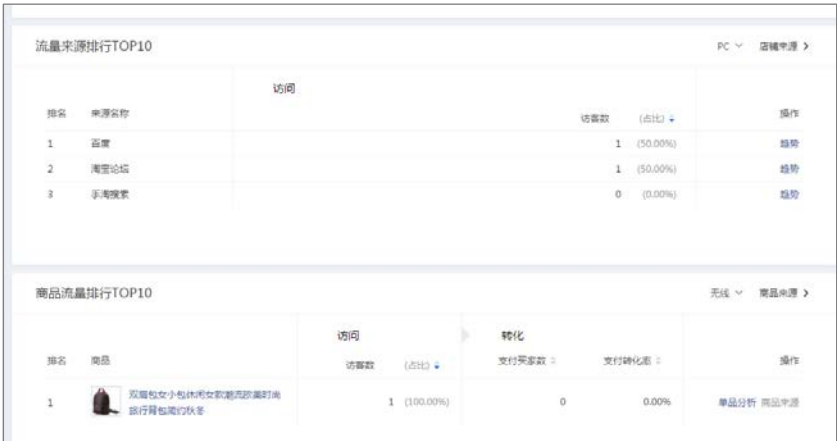 流量来源排行TOP10 PC 店铺来源
访问
排名 来源名称 访客数 (占比) 操作
1 百度 1 (50.00%) 趋势
2 淘宝论坛 1 (50.00%) 趋势
3 手淘搜索 0 (0.00%) 趋势
商品流量排行TOP10 无线 商品来源
访问 转化
排名 商品 访客数 (占比) 支付买家数 支付转化率 操作
双肩包女小包休闲女款潮流欧美时尚
1 1 (100.00%) 0 0.00% 单品分析 商品来源
旅行背包简约秋冬